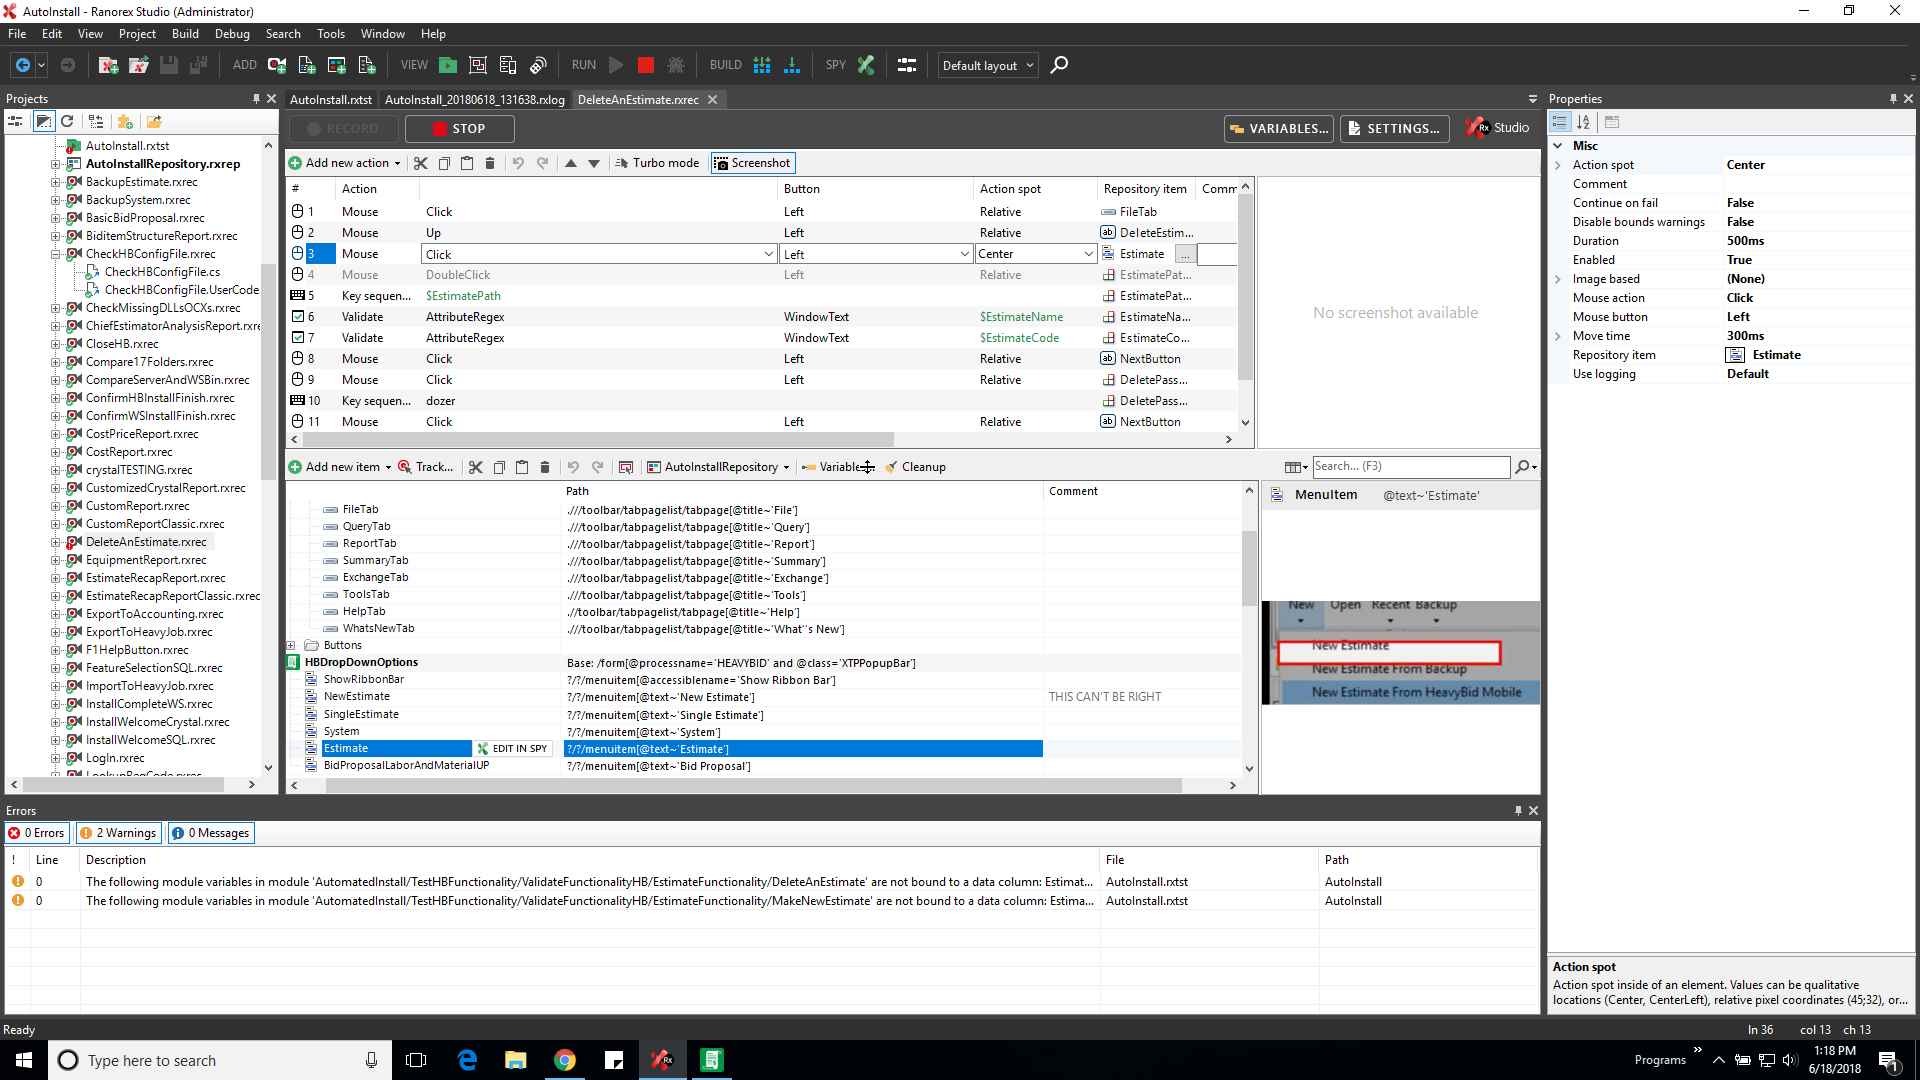 AutoInstall - Ranorex Studio (Administrator)
File Edit View Project Build Debug Search Tools Window Help
ADD VIEW RUN BUILD SPY Default layout
Projects
AutoInstall.rxtst AutoInstall_20180618_131638.rxlog DeleteAnEstimate.rxrec
Properties
RECORD STOP VARIABLES... SETTINGS... Rx Studio
Add new action Turbo mode Screenshot
AutoInstall.rxtst
AutoInstallRepository.rxrep
BackupEstimate.rxrec
BackupSystem.rxrec
BasicBidProposal.rxrec
BiditemStructureReport.rxrec
CheckHBConfigFile.rxrec
CheckHBConfigFile.cs
CheckHBConfigFile.UserCode
CheckMissingDLLsOCXs.rxrec
ChiefEstimatorAnalysisReport.rxre
CloseHB.rxrec
Compare17Folders.rxrec
CompareServerAndWSBin.rxrec
ConfirmHBInstallFinish.rxrec
ConfirmWSInstallFinish.rxrec
CostPriceReport.rxrec
CostReport.rxrec
crystalTESTING.rxrec
CustomizedCrystalReport.rxrec
CustomReport.rxrec
CustomReportClassic.rxrec
DeleteAnEstimate.rxrec
EquipmentReport.rxrec
EstimateRecapReport.rxrec
EstimateRecapReportClassic.rxrec
ExportToAccounting.rxrec
ExportToHeavyJob.rxrec
F1HelpButton.rxrec
FeatureSelectionSQL.rxrec
ImportToHeavyJob.rxrec
InstallCompleteWS.rxrec
InstallWelcomeCrystal.rxrec
InstallWelcomeSQL.rxrec
LogIn.rxrec
# Action Button Action spot Repository item Comm
1 Mouse Click Left Relative FileTab
2 Mouse Up Left Relative DeleteEstim...
3 Mouse Click Left Center Estimate ...
4 Mouse DoubleClick Left Relative EstimatePat...
5 Key sequen... $EstimatePath EstimatePat...
6 Validate AttributeRegex WindowText $EstimateName EstimateNa...
7 Validate AttributeRegex WindowText $EstimateCode EstimateCo...
8 Mouse Click Left Relative NextButton
9 Mouse Click Left Relative DeletePass...
10 Key sequen... dozer DeletePass...
11 Mouse Click Left Relative NextButton
No screenshot available
Add new item Track... AutoInstallRepository Variable Cleanup Search... (F3)
Path Comment
FileTab .///toolbar/tabpagelist/tabpage[@title~'File']
QueryTab .///toolbar/tabpagelist/tabpage[@title~'Query']
ReportTab .///toolbar/tabpagelist/tabpage[@title~'Report']
SummaryTab .///toolbar/tabpagelist/tabpage[@title~'Summary']
ExchangeTab .///toolbar/tabpagelist/tabpage[@title~'Exchange']
ToolsTab .///toolbar/tabpagelist/tabpage[@title~'Tools']
HelpTab .//toolbar/tabpagelist/tabpage[@title~'Help']
WhatsNewTab .///toolbar/tabpagelist/tabpage[@title~'What''s New']
Buttons
HBDropDownOptions Base: /form[@processname='HEAVYBID' and @class='XTPPopupBar']
ShowRibbonBar ?/?/menuitem[@accessiblename='Show Ribbon Bar']
NewEstimate ?/?/menuitem[@text~'New Estimate'] THIS CAN'T BE RIGHT
SingleEstimate ?/?/menuitem[@text~'Single Estimate']
System ?/?/menuitem[@text~'System']
Estimate EDIT IN SPY ?/?/menuitem[@text~'Estimate']
BidProposalLaborAndMaterialUP ?/?/menuitem[@text~'Bid Proposal']
MenuItem @text~'Estimate'
New Open Recent Backup
New Estimate
New Estimate From Backup
New Estimate From HeavyBid Mobile
Misc
Action spot Center
Comment
Continue on fail False
Disable bounds warnings False
Duration 500ms
Enabled True
Image based (None)
Mouse action Click
Mouse button Left
Move time 300ms
Repository item Estimate
Use logging Default
Action spot
Action spot inside of an element. Values can be qualitative
locations (Center, CenterLeft), relative pixel coordinates (45;32), or...
Errors
0 Errors 2 Warnings 0 Messages
! Line Description File Path
0 The following module variables in module 'AutomatedInstall/TestHBFunctionality/ValidateFunctionalityHB/EstimateFunctionality/DeleteAnEstimate' are not bound to a data column: Estimat... AutoInstall.rxtst AutoInstall
0 The following module variables in module 'AutomatedInstall/TestHBFunctionality/ValidateFunctionalityHB/EstimateFunctionality/MakeNewEstimate' are not bound to a data column: Estima... AutoInstall.rxtst AutoInstall
Ready ln 36 col 13 ch 13
Type here to search
Programs
1:18 PM
6/18/2018
1